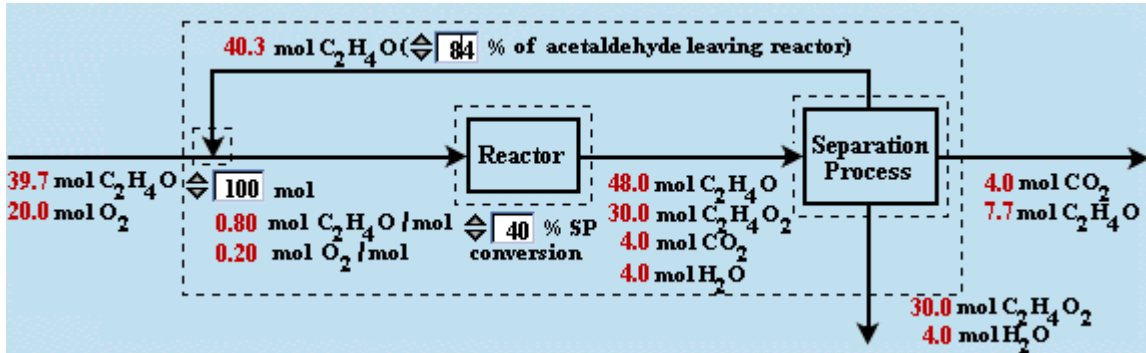 40.3 mol C2H4O ( 84 % of acetaldehyde leaving reactor)
Reactor
Separation
Process
39.7 mol C2H4O
20.0 mol O2
100 mol
0.80 mol C2H4O /mol
0.20 mol O2 /mol
40 % SP
conversion
48.0 mol C2H4O
30.0 mol C2H4O2
4.0 mol CO2
4.0 mol H2O
4.0 mol CO2
7.7 mol C2H4O
30.0 mol C2H4O2
4.0 mol H2O